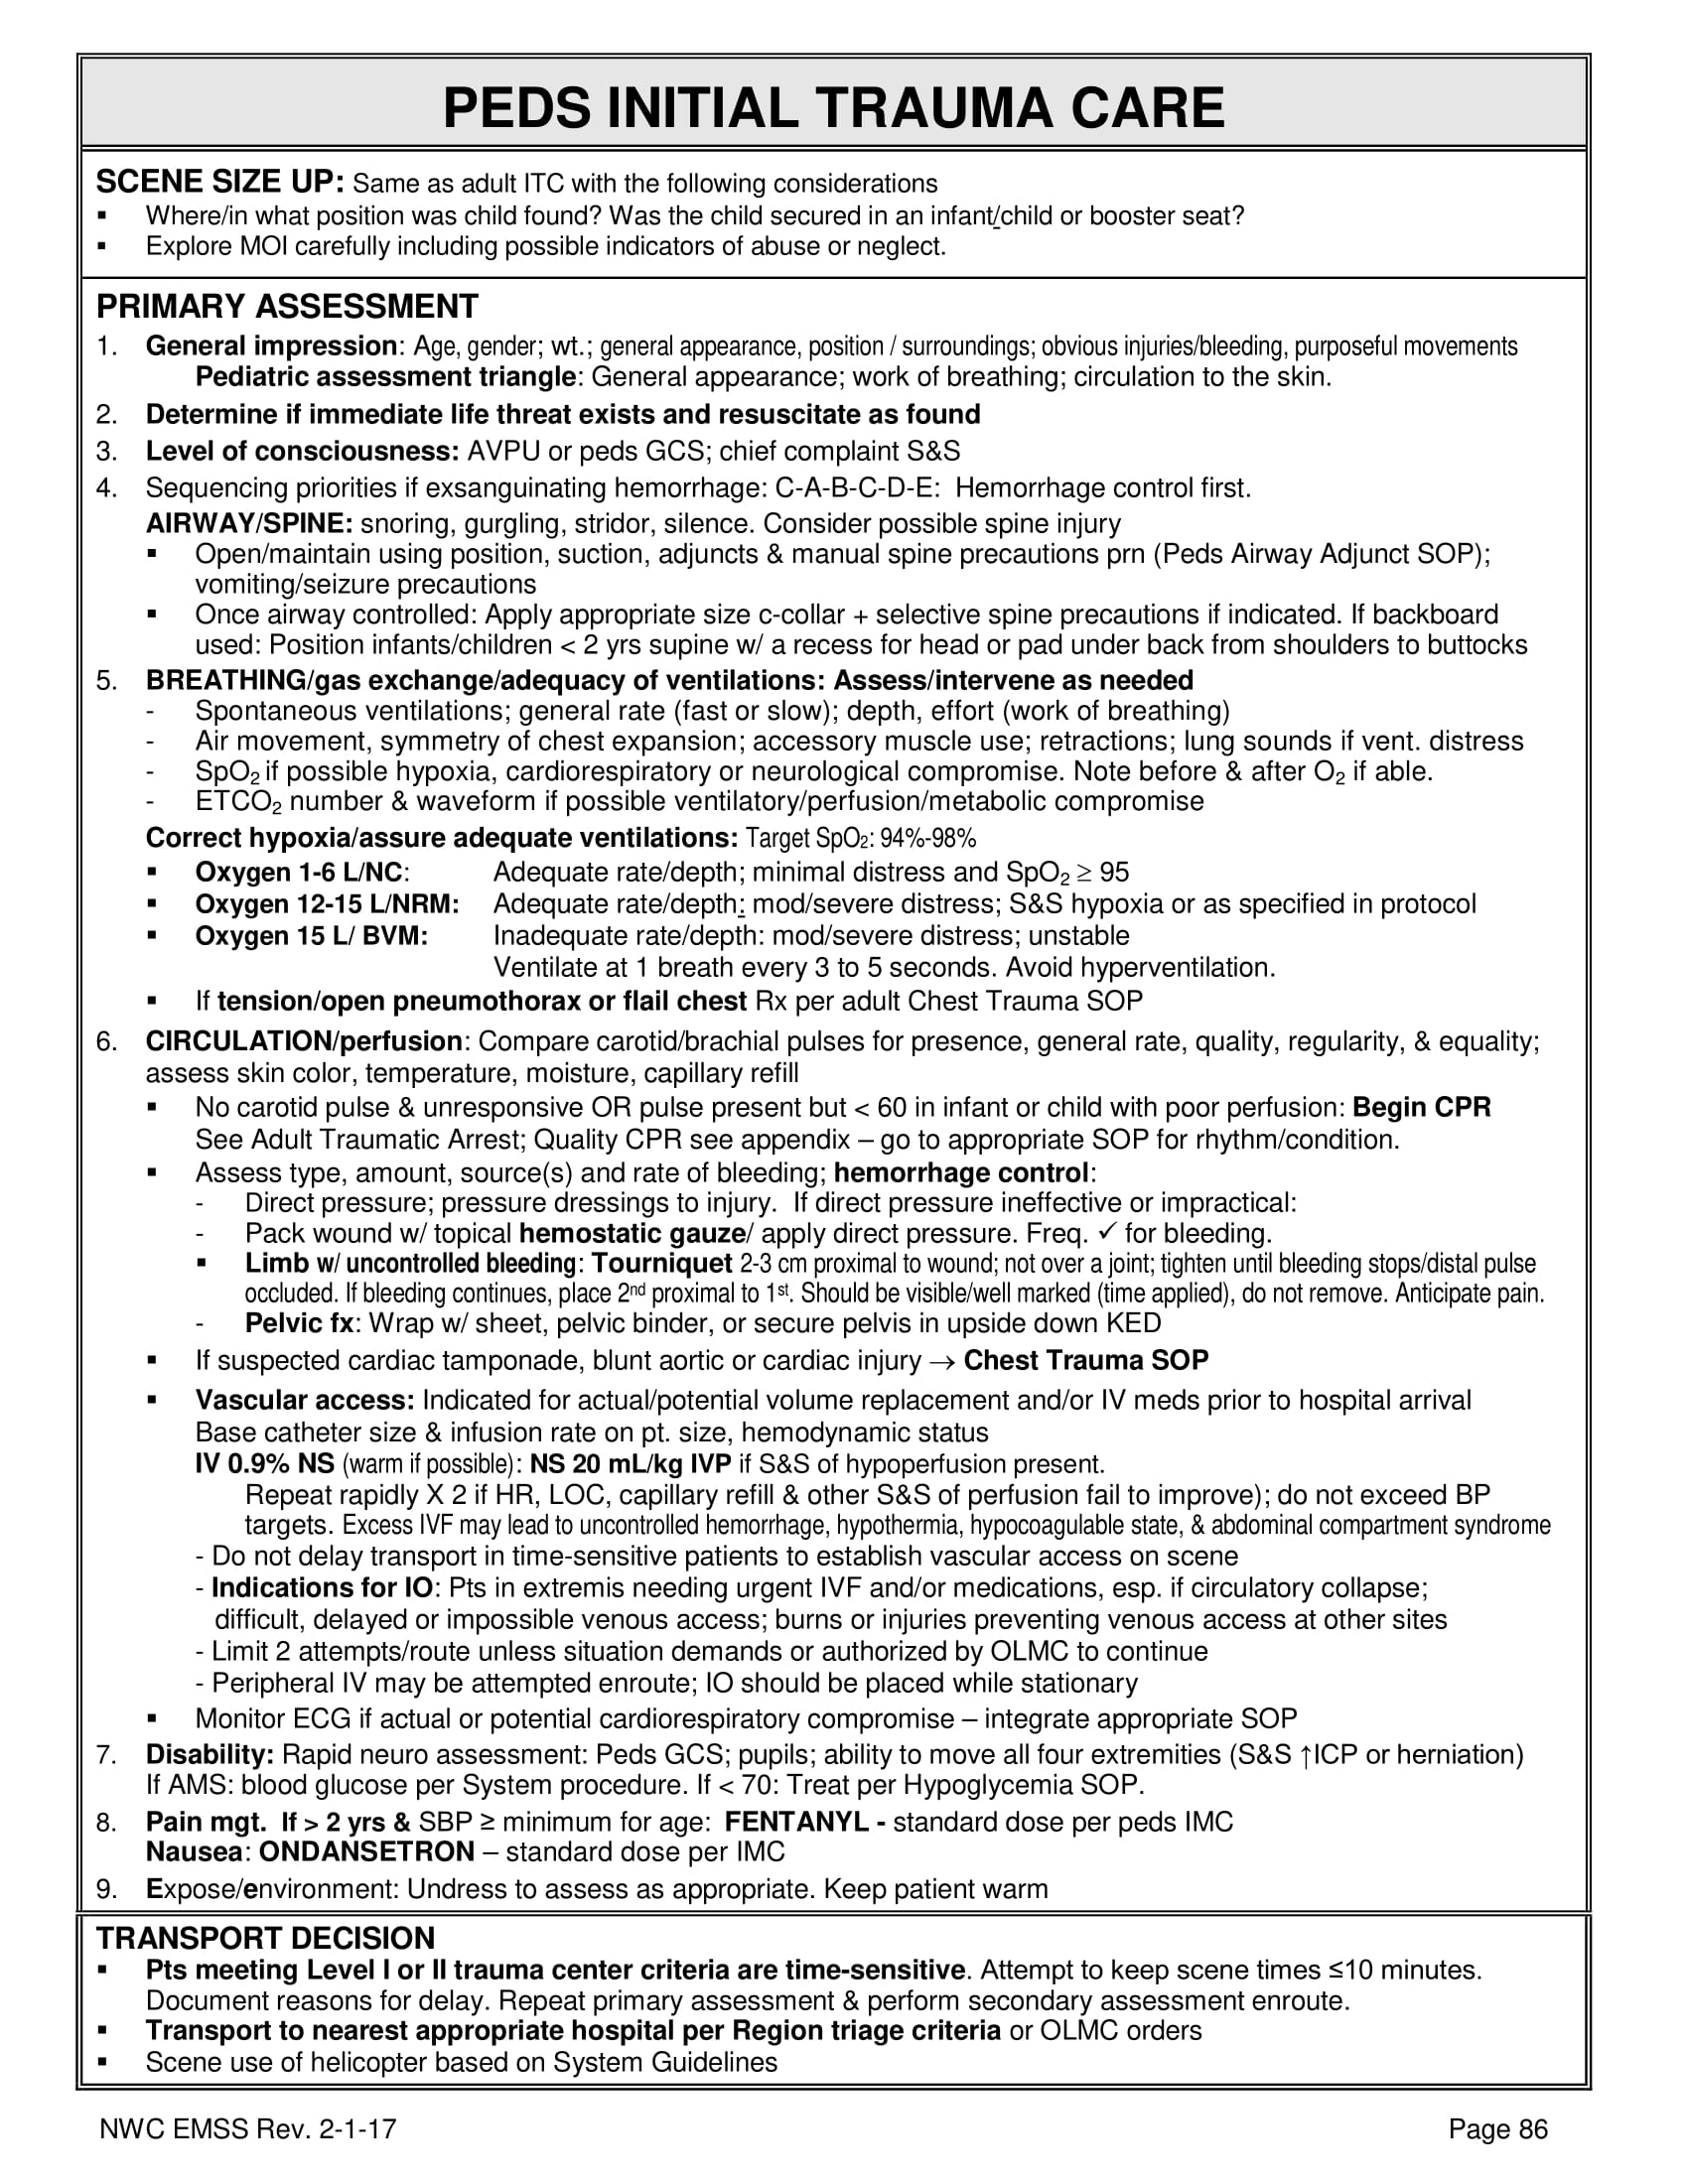 PEDS INITIAL TRAUMA CARE
SCENE SIZE UP: Same as adult ITC with the following considerations
▪ Where/in what position was child found? Was the child secured in an infant/child or booster seat?
▪ Explore MOI carefully including possible indicators of abuse or neglect.
PRIMARY ASSESSMENT
1. General impression: Age, gender; wt.; general appearance, position / surroundings; obvious injuries/bleeding, purposeful movements
Pediatric assessment triangle: General appearance; work of breathing; circulation to the skin.
2. Determine if immediate life threat exists and resuscitate as found
3. Level of consciousness: AVPU or peds GCS; chief complaint S&S
4. Sequencing priorities if exsanguinating hemorrhage: C-A-B-C-D-E: Hemorrhage control first.
AIRWAY/SPINE: snoring, gurgling, stridor, silence. Consider possible spine injury
▪ Open/maintain using position, suction, adjuncts & manual spine precautions prn (Peds Airway Adjunct SOP);
vomiting/seizure precautions
▪ Once airway controlled: Apply appropriate size c-collar + selective spine precautions if indicated. If backboard
used: Position infants/children < 2 yrs supine w/ a recess for head or pad under back from shoulders to buttocks
5. BREATHING/gas exchange/adequacy of ventilations: Assess/intervene as needed
- Spontaneous ventilations; general rate (fast or slow); depth, effort (work of breathing)
- Air movement, symmetry of chest expansion; accessory muscle use; retractions; lung sounds if vent. distress
- SpO₂ if possible hypoxia, cardiorespiratory or neurological compromise. Note before & after O₂ if able.
- ETCO₂ number & waveform if possible ventilatory/perfusion/metabolic compromise
Correct hypoxia/assure adequate ventilations: Target SpO₂: 94%-98%
▪ Oxygen 1-6 L/NC: Adequate rate/depth; minimal distress and SpO₂ ≥ 95
▪ Oxygen 12-15 L/NRM: Adequate rate/depth: mod/severe distress; S&S hypoxia or as specified in protocol
▪ Oxygen 15 L/ BVM: Inadequate rate/depth: mod/severe distress; unstable
Ventilate at 1 breath every 3 to 5 seconds. Avoid hyperventilation.
▪ If tension/open pneumothorax or flail chest Rx per adult Chest Trauma SOP
6. CIRCULATION/perfusion: Compare carotid/brachial pulses for presence, general rate, quality, regularity, & equality;
assess skin color, temperature, moisture, capillary refill
▪ No carotid pulse & unresponsive OR pulse present but < 60 in infant or child with poor perfusion: Begin CPR
See Adult Traumatic Arrest; Quality CPR see appendix – go to appropriate SOP for rhythm/condition.
▪ Assess type, amount, source(s) and rate of bleeding; hemorrhage control:
- Direct pressure; pressure dressings to injury. If direct pressure ineffective or impractical:
- Pack wound w/ topical hemostatic gauze/ apply direct pressure. Freq. ✓ for bleeding.
▪ Limb w/ uncontrolled bleeding: Tourniquet 2-3 cm proximal to wound; not over a joint; tighten until bleeding stops/distal pulse
occluded. If bleeding continues, place 2nd proximal to 1st. Should be visible/well marked (time applied), do not remove. Anticipate pain.
- Pelvic fx: Wrap w/ sheet, pelvic binder, or secure pelvis in upside down KED
▪ If suspected cardiac tamponade, blunt aortic or cardiac injury → Chest Trauma SOP
▪ Vascular access: Indicated for actual/potential volume replacement and/or IV meds prior to hospital arrival
Base catheter size & infusion rate on pt. size, hemodynamic status
IV 0.9% NS (warm if possible): NS 20 mL/kg IVP if S&S of hypoperfusion present.
Repeat rapidly X 2 if HR, LOC, capillary refill & other S&S of perfusion fail to improve); do not exceed BP
targets. Excess IVF may lead to uncontrolled hemorrhage, hypothermia, hypocoagulable state, & abdominal compartment syndrome
- Do not delay transport in time-sensitive patients to establish vascular access on scene
- Indications for IO: Pts in extremis needing urgent IVF and/or medications, esp. if circulatory collapse;
difficult, delayed or impossible venous access; burns or injuries preventing venous access at other sites
- Limit 2 attempts/route unless situation demands or authorized by OLMC to continue
- Peripheral IV may be attempted enroute; IO should be placed while stationary
▪ Monitor ECG if actual or potential cardiorespiratory compromise – integrate appropriate SOP
7. Disability: Rapid neuro assessment: Peds GCS; pupils; ability to move all four extremities (S&S ↑ICP or herniation)
If AMS: blood glucose per System procedure. If < 70: Treat per Hypoglycemia SOP.
8. Pain mgt. If > 2 yrs & SBP ≥ minimum for age: FENTANYL - standard dose per peds IMC
Nausea: ONDANSETRON – standard dose per IMC
9. Expose/environment: Undress to assess as appropriate. Keep patient warm
TRANSPORT DECISION
▪ Pts meeting Level I or II trauma center criteria are time-sensitive. Attempt to keep scene times ≤10 minutes.
Document reasons for delay. Repeat primary assessment & perform secondary assessment enroute.
▪ Transport to nearest appropriate hospital per Region triage criteria or OLMC orders
▪ Scene use of helicopter based on System Guidelines
NWC EMSS Rev. 2-1-17 Page 86